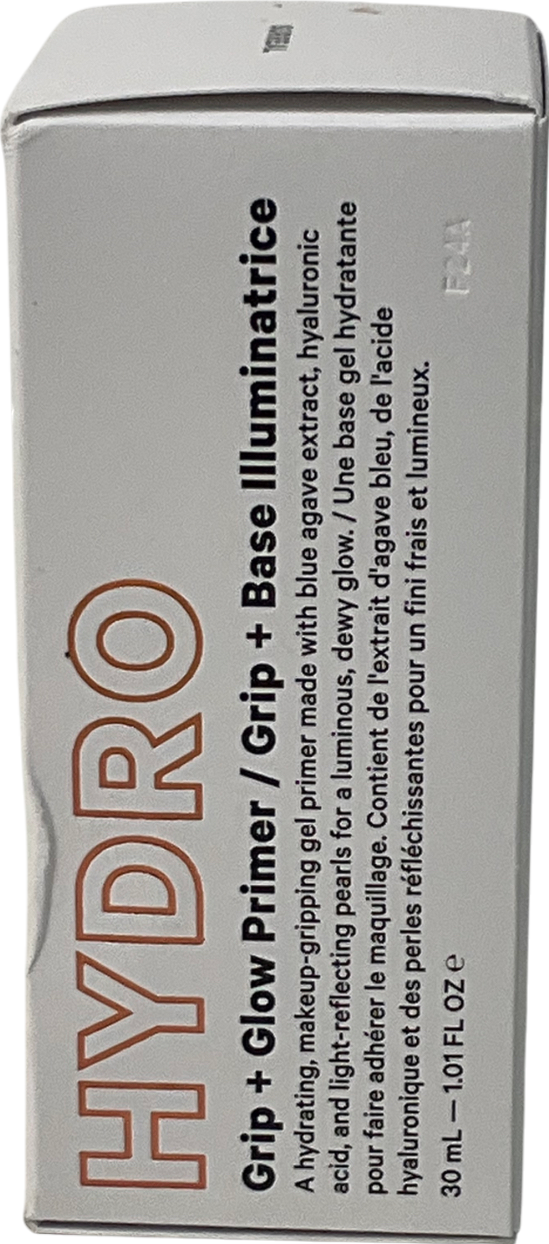 HYDRO
Grip + Glow Primer / Grip + Base Illuminatrice
A hydrating, makeup-gripping gel primer made with blue agave extract, hyaluronic
acid, and light-reflecting pearls for a luminous, dewy glow. / Une base gel hydratante
pour faire adhérer le maquillage. Contient de l'extrait d'agave bleu, de l'acide
hyaluronique et des perles réfléchissantes pour un fini frais et lumineux.
30 mL — 1.01 FL OZ ℮
F24IA